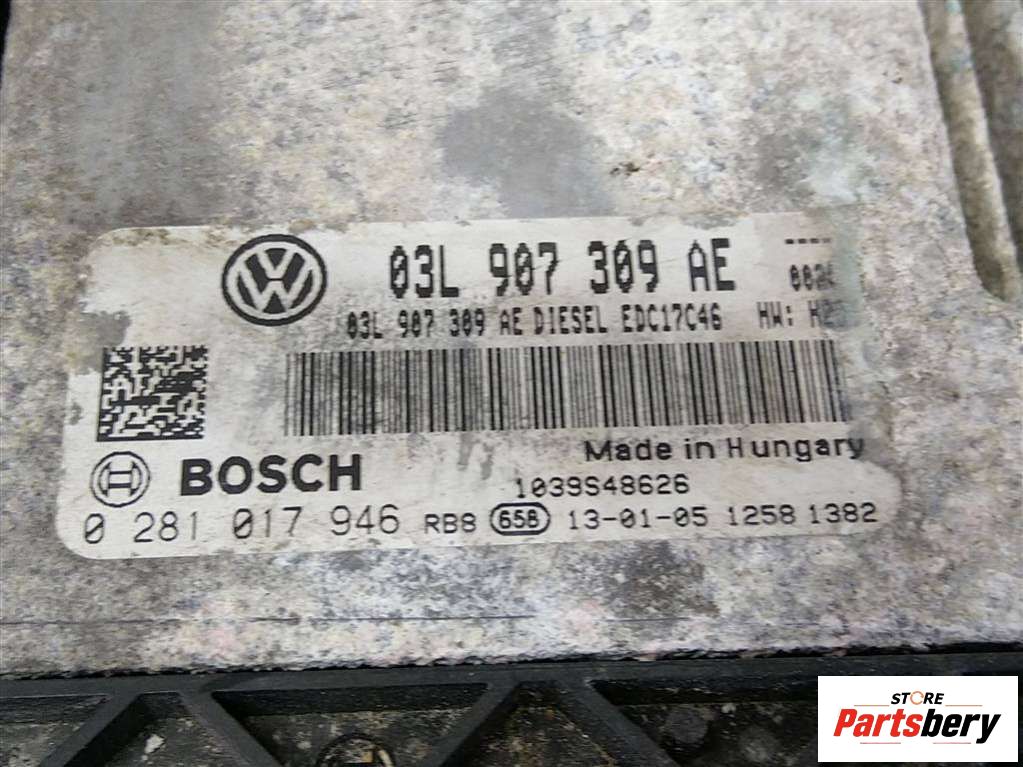 03L 907 309 AE
03L 907 309 AE DIESEL EDC17C46 HW:
Made in Hungary
BOSCH
1039S48626
0 281 017 946 RB8 658 13-01-05 1258 1382
STORE
Partsbery